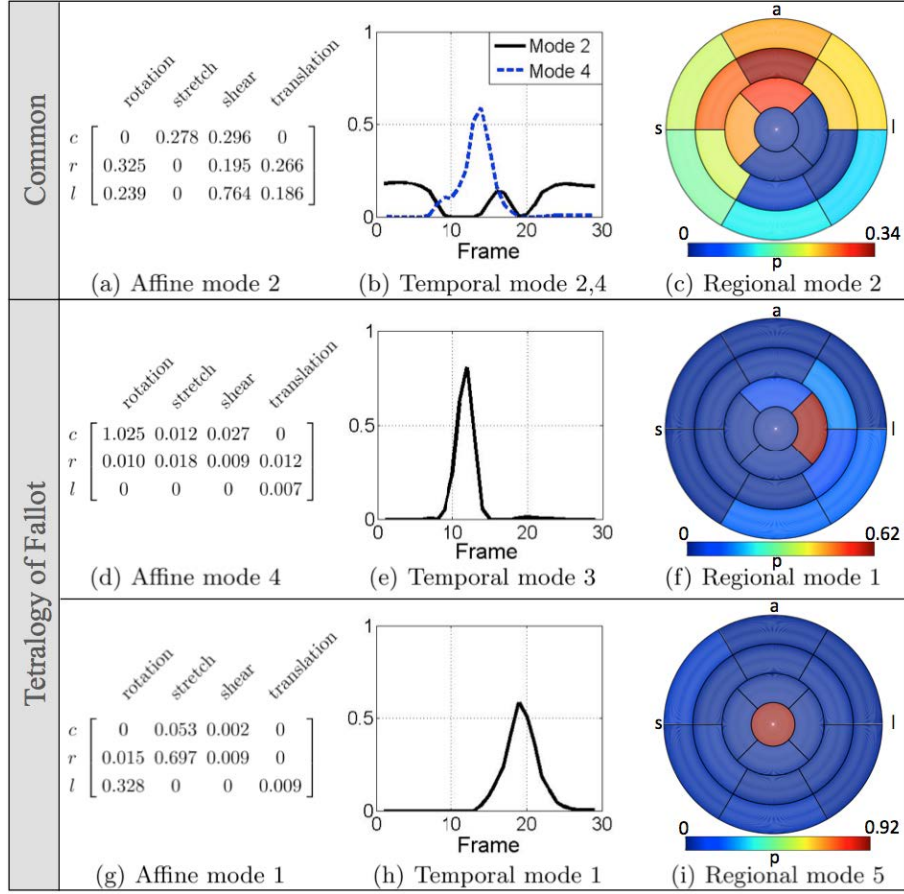 Common
rotation stretch shear translation
c 0 0.278 0.296 0
r 0.325 0 0.195 0.266
l 0.239 0 0.764 0.186
(a) Affine mode 2
1
0.5
0
0 10 20 30
Frame
Mode 2
Mode 4
(b) Temporal mode 2,4
a
s
l
p
0 0.34
(c) Regional mode 2
Tetralogy of Fallot
rotation stretch shear translation
c 1.025 0.012 0.027 0
r 0.010 0.018 0.009 0.012
l 0 0 0 0.007
(d) Affine mode 4
1
0.5
0
0 10 20 30
Frame
(e) Temporal mode 3
a
s
l
p
0 0.62
(f) Regional mode 1
rotation stretch shear translation
c 0 0.053 0.002 0
r 0.015 0.697 0.009 0
l 0.328 0 0 0.009
(g) Affine mode 1
1
0.5
0
0 10 20 30
Frame
(h) Temporal mode 1
a
s
l
p
0 0.92
(i) Regional mode 5